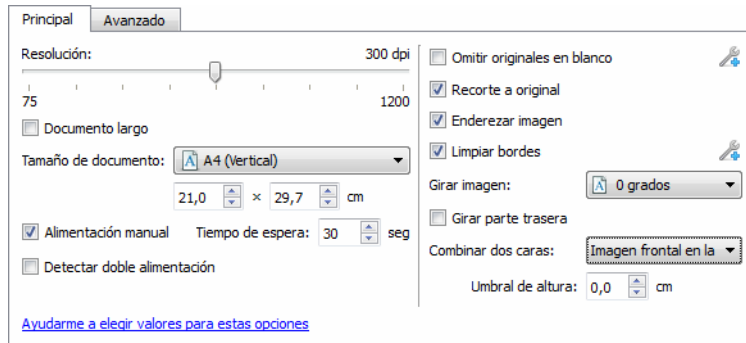 Principal Avanzado
Resolución: 300 dpi
75 1200
Documento largo
Tamaño de documento: A A4 (Vertical)
21,0 × 29,7 cm
Alimentación manual Tiempo de espera: 30 seg
Detectar doble alimentación
Ayudarme a elegir valores para estas opciones
Omitir originales en blanco
Recorte a original
Enderezar imagen
Limpiar bordes
Girar imagen: A 0 grados
Girar parte trasera
Combinar dos caras: Imagen frontal en la
Umbral de altura: 0,0 cm